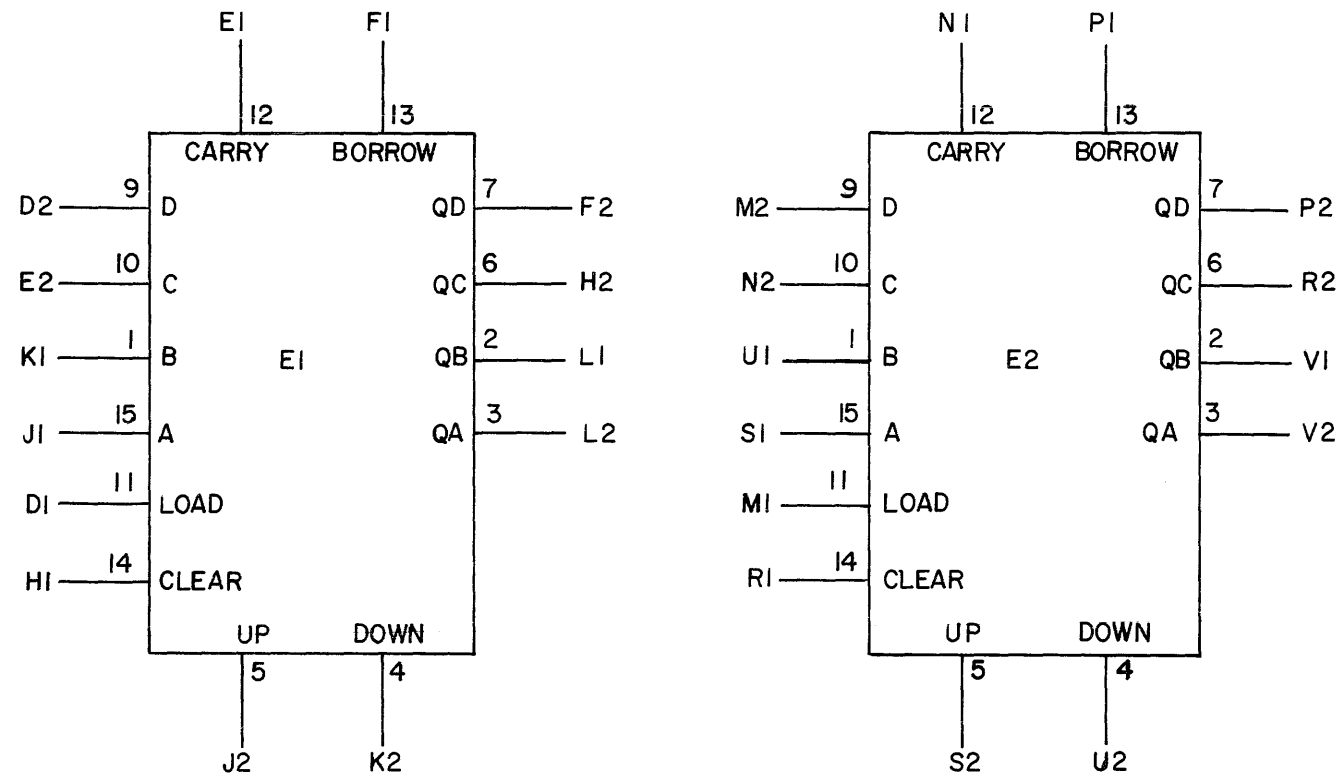 E1 F1 N1 P1
12 13 12 13
CARRY BORROW CARRY BORROW
D2 9 D QD 7 F2 M2 9 D QD 7 P2
E2 10 C QC 6 H2 N2 10 C QC 6 R2
K1 1 B E1 QB 2 L1 U1 1 B E2 QB 2 V1
J1 15 A QA 3 L2 S1 15 A QA 3 V2
D1 11 LOAD M1 11 LOAD
H1 14 CLEAR R1 14 CLEAR
UP DOWN UP DOWN
5 4 5 4
J2 K2 S2 U2